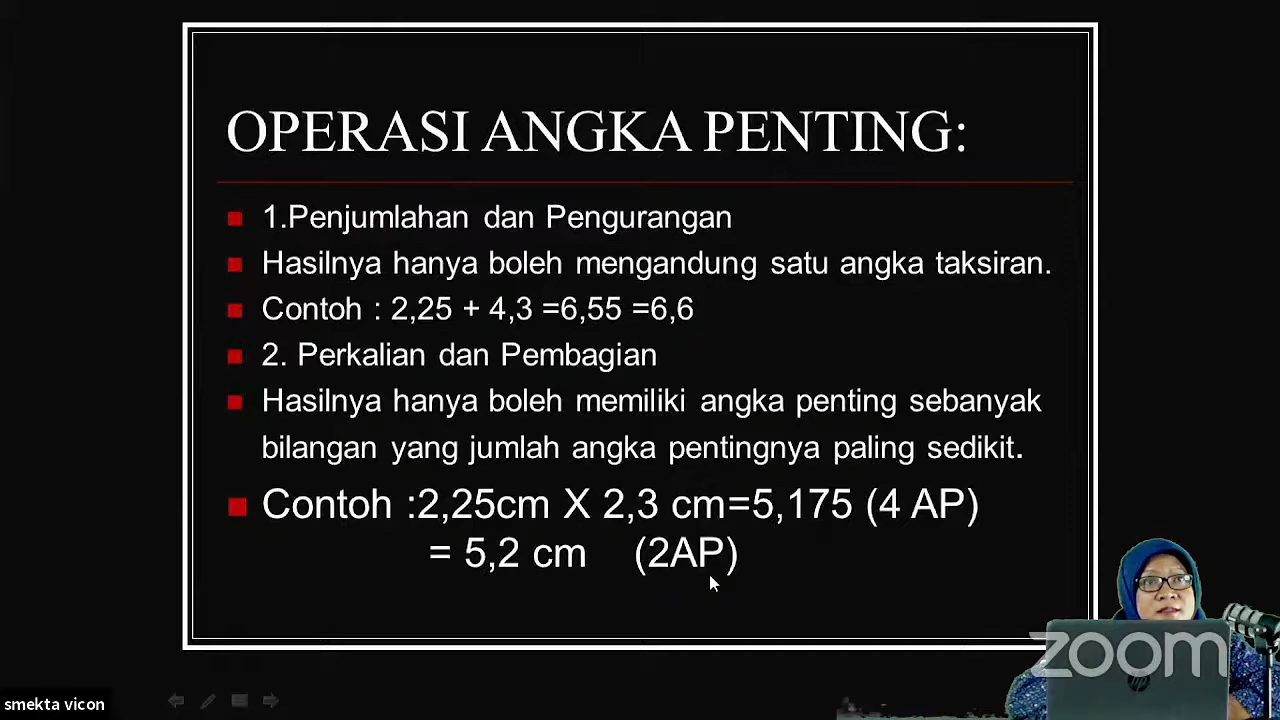 OPERASI ANGKA PENTING:
1.Penjumlahan dan Pengurangan
Hasilnya hanya boleh mengandung satu angka taksiran.
Contoh : 2,25 + 4,3 =6,55 =6,6
2. Perkalian dan Pembagian
Hasilnya hanya boleh memiliki angka penting sebanyak
bilangan yang jumlah angka pentingnya paling sedikit.
Contoh :2,25cm X 2,3 cm=5,175 (4 AP)
= 5,2 cm (2AP)
zoom
hp
smekta vicon